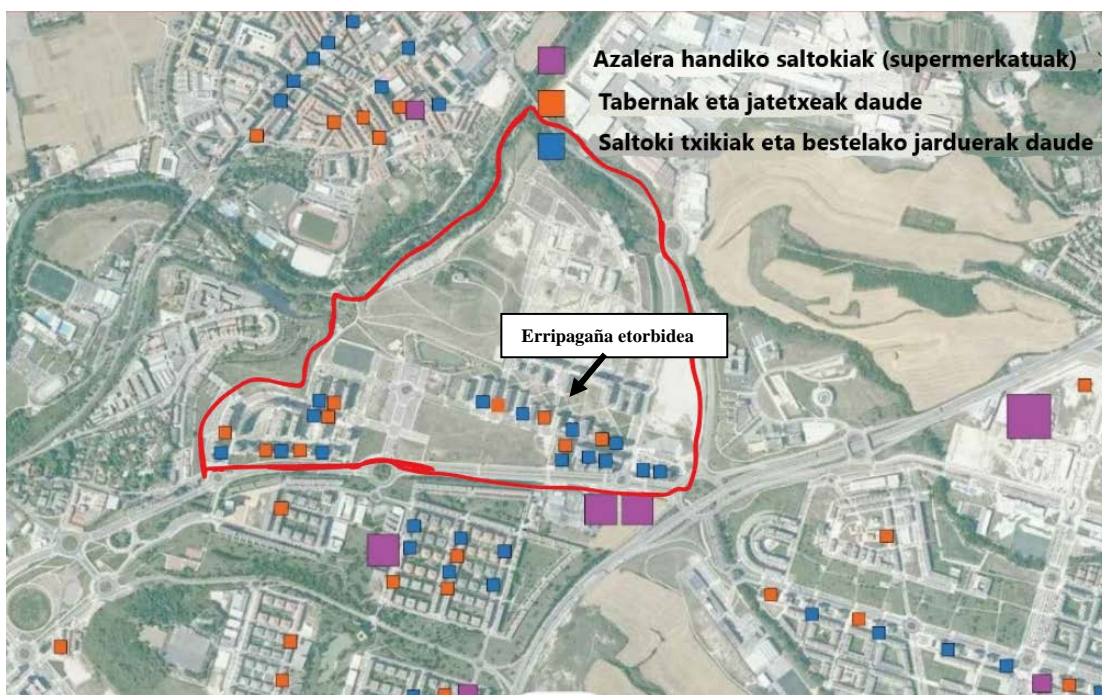 Azalera handiko saltokiak (supermerkatuak)
Tabernak eta jatetxeak daude
Saltoki txikiak eta bestelako jarduerak daude
Erripagaña etorbidea